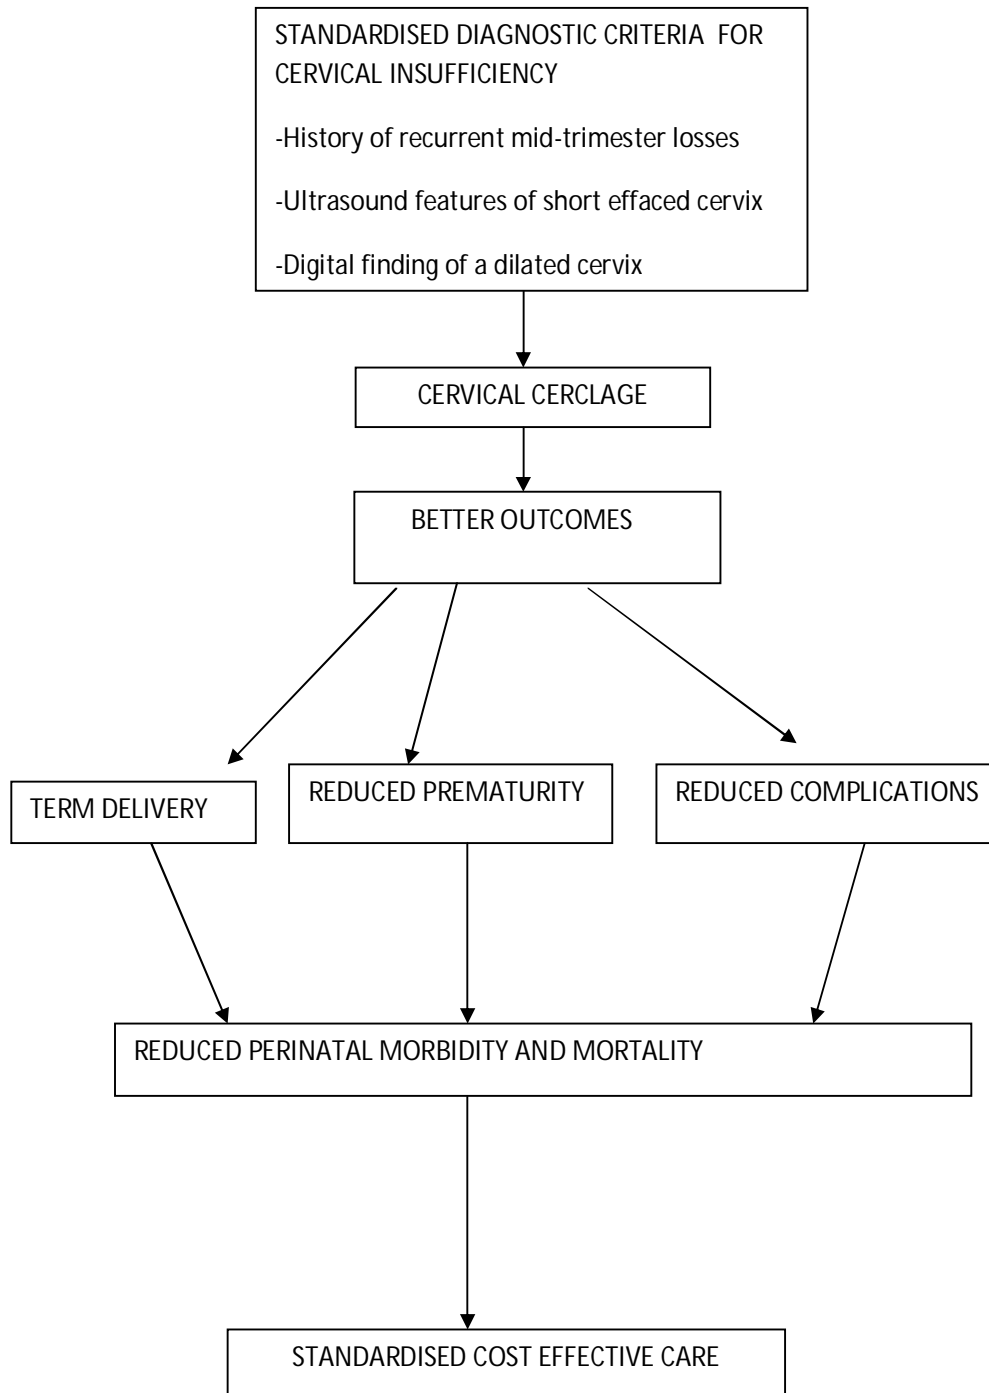 STANDARDISED DIAGNOSTIC CRITERIA FOR
CERVICAL INSUFFICIENCY
-History of recurrent mid-trimester losses
-Ultrasound features of short effaced cervix
-Digital finding of a dilated cervix
CERVICAL CERCLAGE
BETTER OUTCOMES
TERM DELIVERY
REDUCED PREMATURITY
REDUCED COMPLICATIONS
REDUCED PERINATAL MORBIDITY AND MORTALITY
STANDARDISED COST EFFECTIVE CARE